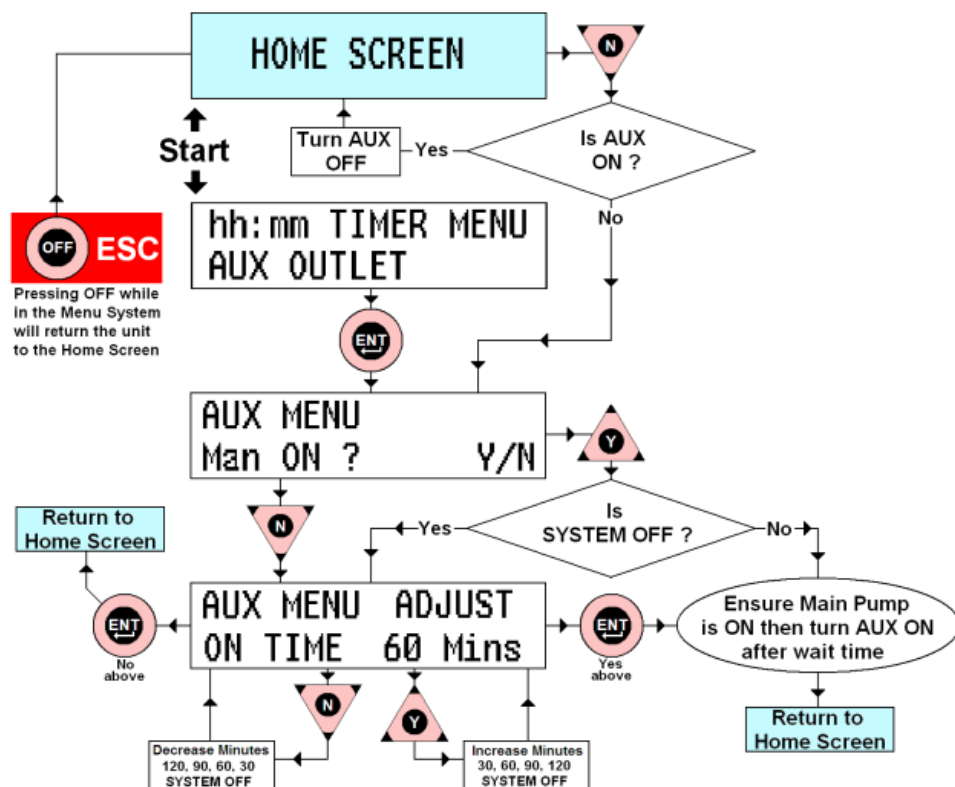 HOME SCREEN
N
Is AUX
ON ?
Yes
Turn AUX
OFF
Start
No
OFF
ESC
Pressing OFF while
in the Menu System
will return the unit
to the Home Screen
hh:mm TIMER MENU
AUX OUTLET
ENT
AUX MENU
Man ON ? Y/N
Y
Is
SYSTEM OFF ?
Yes
No
N
Return to
Home Screen
ENT
No
above
AUX MENU ADJUST
ON TIME 60 Mins
ENT
Yes
above
Ensure Main Pump
is ON then turn AUX ON
after wait time
Return to
Home Screen
N
Y
Decrease Minutes
120, 90, 60, 30
SYSTEM OFF
Increase Minutes
30, 60, 90, 120
SYSTEM OFF